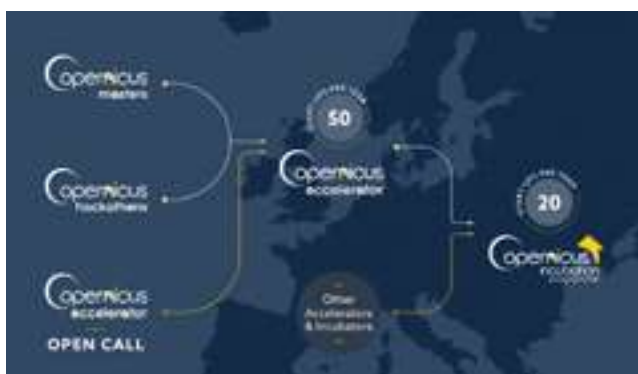 Copernicus
masters
Copernicus
hackathons
Copernicus
accelerator
OPEN CALL
50
Copernicus
accelerator
Other
Accelerators
& Incubators
20
Copernicus
incubation